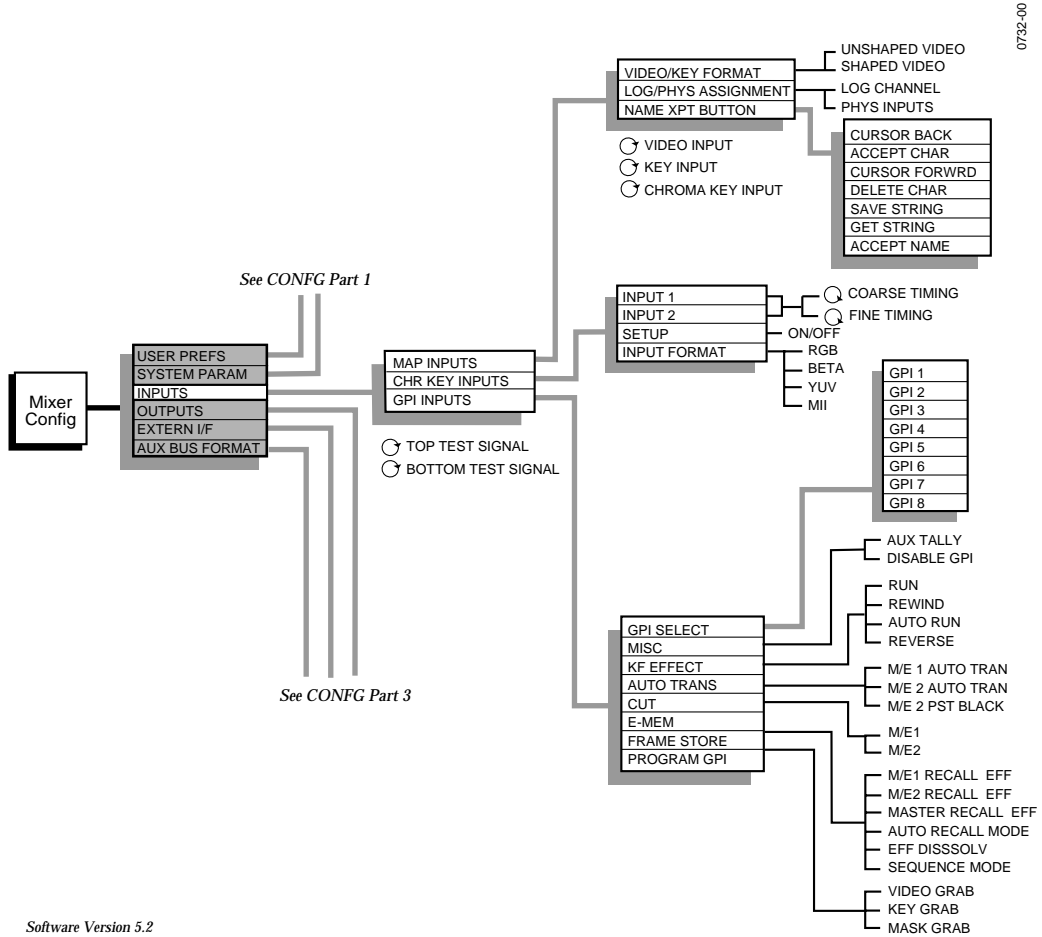 0732-00
UNSHAPED VIDEO
SHAPED VIDEO
LOG CHANNEL
PHYS INPUTS
VIDEO/KEY FORMAT
LOG/PHYS ASSIGNMENT
NAME XPT BUTTON
VIDEO INPUT
KEY INPUT
CHROMA KEY INPUT
CURSOR BACK
ACCEPT CHAR
CURSOR FORWRD
DELETE CHAR
SAVE STRING
GET STRING
ACCEPT NAME
See CONFG Part 1
Mixer
Config
USER PREFS
SYSTEM PARAM
INPUTS
OUTPUTS
EXTERN I/F
AUX BUS FORMAT
MAP INPUTS
CHR KEY INPUTS
GPI INPUTS
TOP TEST SIGNAL
BOTTOM TEST SIGNAL
INPUT 1
INPUT 2
SETUP
INPUT FORMAT
COARSE TIMING
FINE TIMING
ON/OFF
RGB
BETA
YUV
MII
GPI 1
GPI 2
GPI 3
GPI 4
GPI 5
GPI 6
GPI 7
GPI 8
See CONFG Part 3
GPI SELECT
MISC
KF EFFECT
AUTO TRANS
CUT
E-MEM
FRAME STORE
PROGRAM GPI
AUX TALLY
DISABLE GPI
RUN
REWIND
AUTO RUN
REVERSE
M/E 1 AUTO TRAN
M/E 2 AUTO TRAN
M/E 2 PST BLACK
M/E1
M/E2
M/E1 RECALL EFF
M/E2 RECALL EFF
MASTER RECALL EFF
AUTO RECALL MODE
EFF DISSSOLV
SEQUENCE MODE
VIDEO GRAB
KEY GRAB
MASK GRAB
Software Version 5.2